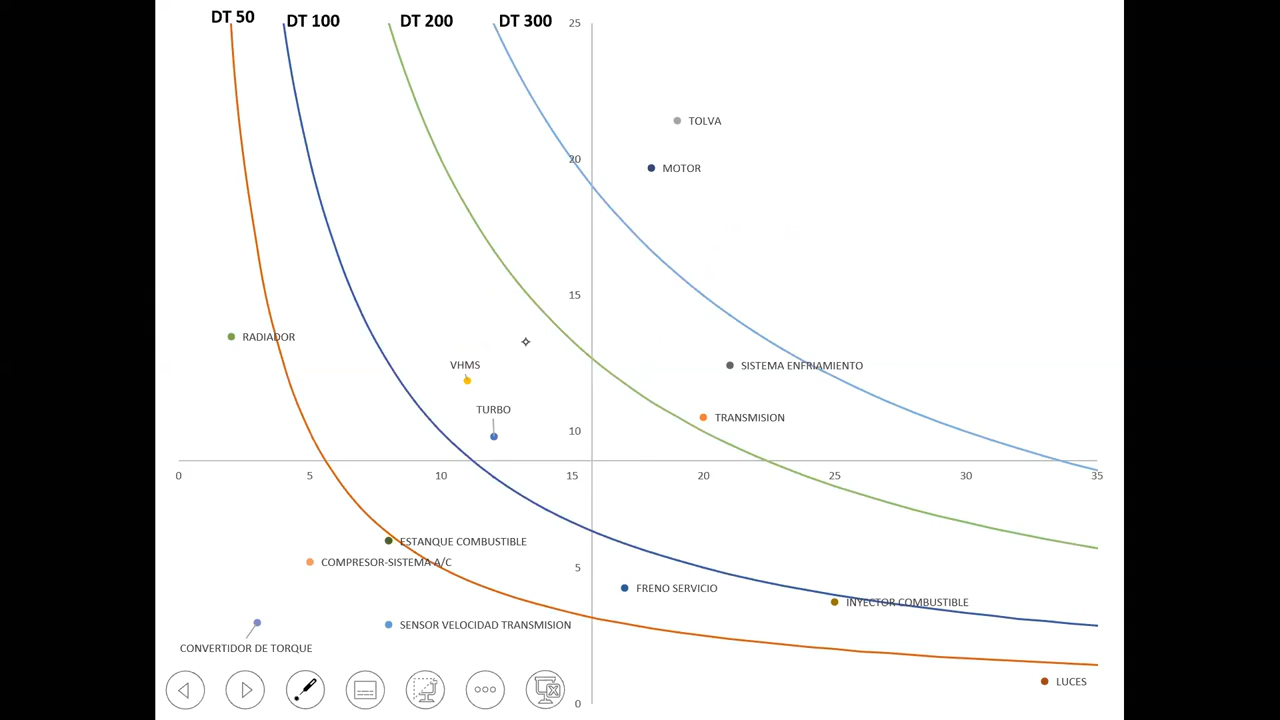 DT 50
DT 100
DT 200
DT 300
25
TOLVA
20
MOTOR
15
RADIADOR
VHMS
SISTEMA ENFRIAMIENTO
TURBO
TRANSMISION
10
0
5
10
15
20
25
30
35
ESTANQUE COMBUSTIBLE
COMPRESOR-SISTEMA A/C
5
FRENO SERVICIO
INYECTOR COMBUSTIBLE
SENSOR VELOCIDAD TRANSMISION
CONVERTIDOR DE TORQUE
LUCES
0